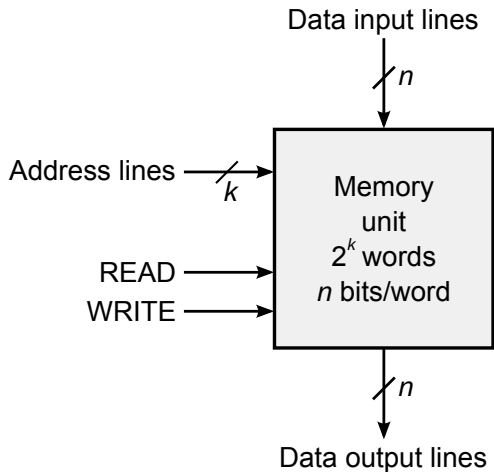 Data input lines
n
Address lines
k
Memory
unit
2^k words
READ
n bits/word
WRITE
n
Data output lines